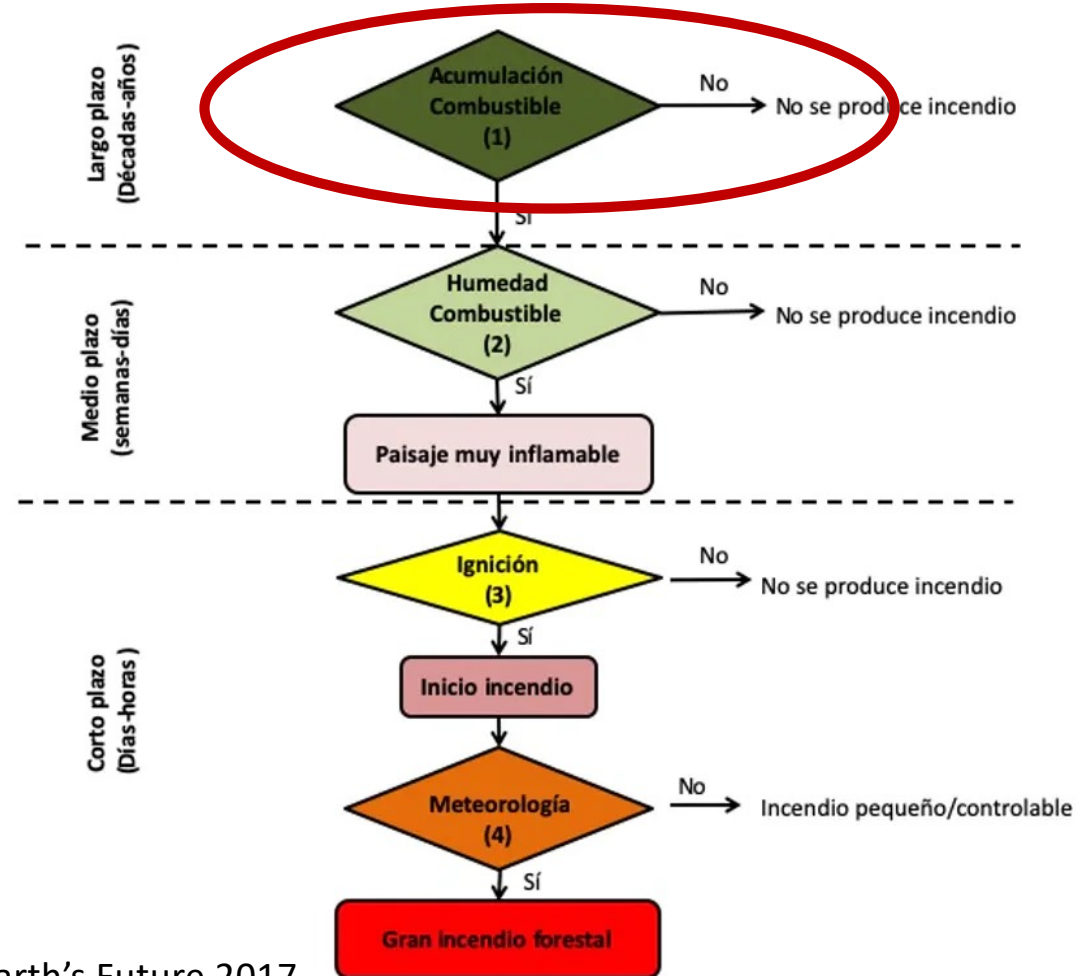 Largo plazo
(Décadas-años)
Acumulación
Combustible
(1)
No
No se produce incendio
Sí
Medio plazo
(semanas-días)
Humedad
Combustible
(2)
No
No se produce incendio
Sí
Paisaje muy inflamable
Corto plazo
(Días-horas)
Ignición
(3)
No
No se produce incendio
Sí
Inicio incendio
Meteorología
(4)
No
Incendio pequeño/controlable
Sí
Gran incendio forestal
Future 2017